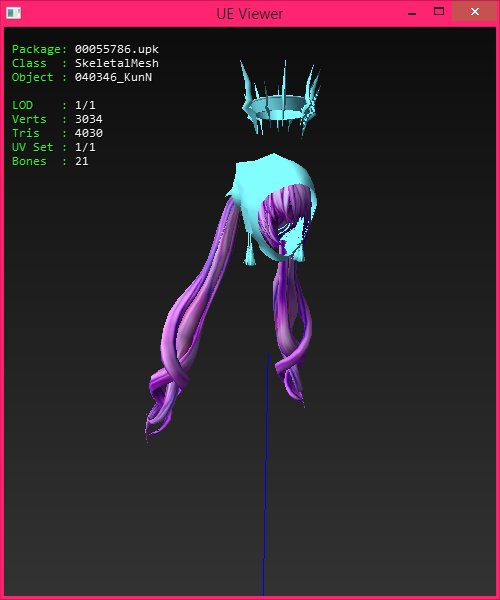 UE Viewer
Package: 00055786.upk
Class  : SkeletalMesh
Object : 040346_KunN
LOD    : 1/1
Verts  : 3034
Tris   : 4030
UV Set : 1/1
Bones  : 21